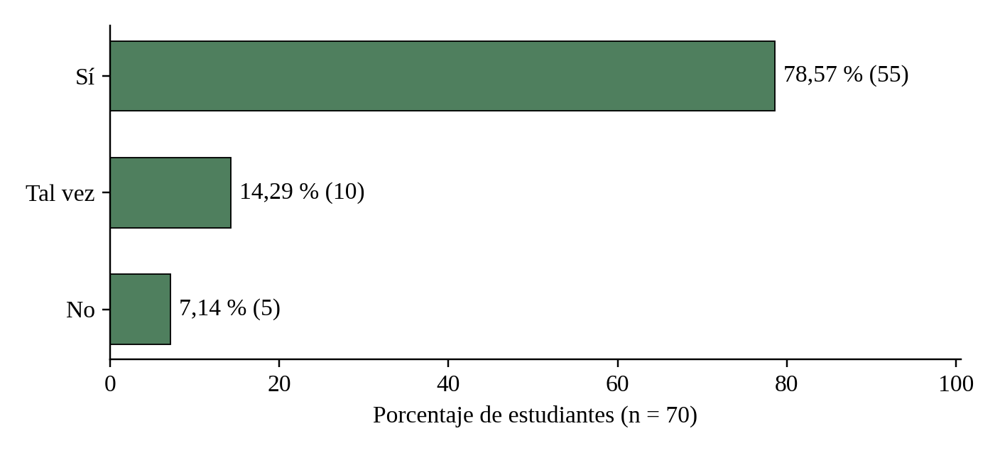 Sí 78,57 % (55)
Tal vez 14,29 % (10)
No 7,14 % (5)
0 20 40 60 80 100
Porcentaje de estudiantes (n = 70)